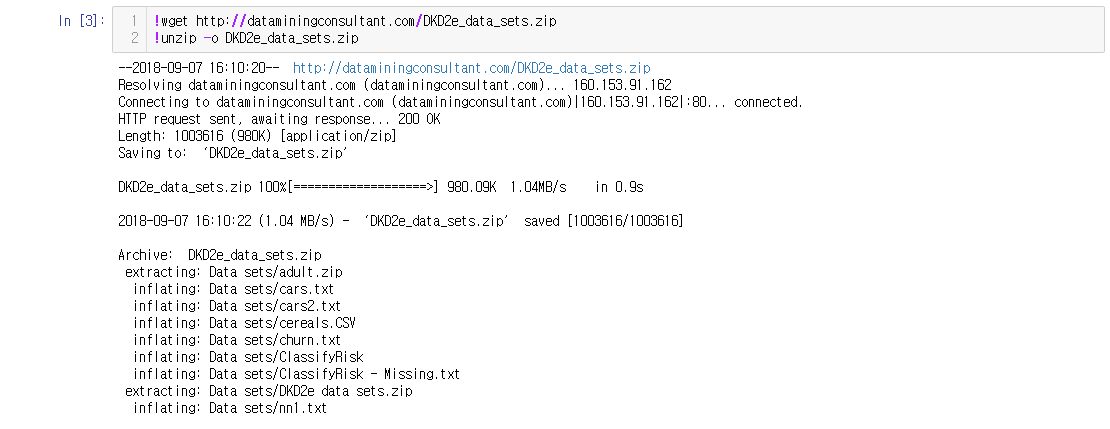 In [3]:
1 !wget http://dataminingconsultant.com/DKD2e_data_sets.zip
2 !unzip -o DKD2e_data_sets.zip
--2018-09-07 16:10:20--  http://dataminingconsultant.com/DKD2e_data_sets.zip
Resolving dataminingconsultant.com (dataminingconsultant.com)... 160.153.91.162
Connecting to dataminingconsultant.com (dataminingconsultant.com)|160.153.91.162|:80... connected.
HTTP request sent, awaiting response... 200 OK
Length: 1003616 (980K) [application/zip]
Saving to: ‘DKD2e_data_sets.zip’
DKD2e_data_sets.zip 100%[===================>] 980.09K  1.04MB/s    in 0.9s
2018-09-07 16:10:22 (1.04 MB/s) - ‘DKD2e_data_sets.zip’ saved [1003616/1003616]
Archive:  DKD2e_data_sets.zip
extracting: Data sets/adult.zip
inflating: Data sets/cars.txt
inflating: Data sets/cars2.txt
inflating: Data sets/cereals.CSV
inflating: Data sets/churn.txt
inflating: Data sets/ClassifyRisk
inflating: Data sets/ClassifyRisk - Missing.txt
extracting: Data sets/DKD2e data sets.zip
inflating: Data sets/nn1.txt